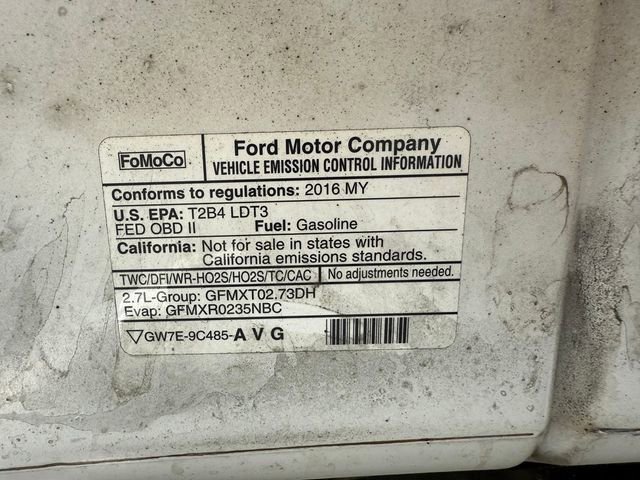 FoMoCo
Ford Motor Company
VEHICLE EMISSION CONTROL INFORMATION
Conforms to regulations: 2016 MY
U.S. EPA: T2B4 LDT3
FED OBD II Fuel: Gasoline
California: Not for sale in states with
California emissions standards.
TWC/DFI/WR-HO2S/HO2S/TC/CAC No adjustments needed.
2.7L-Group: GFMXT02.73DH
Evap: GFMXR0235NBC
▽GW7E-9C485-A V G